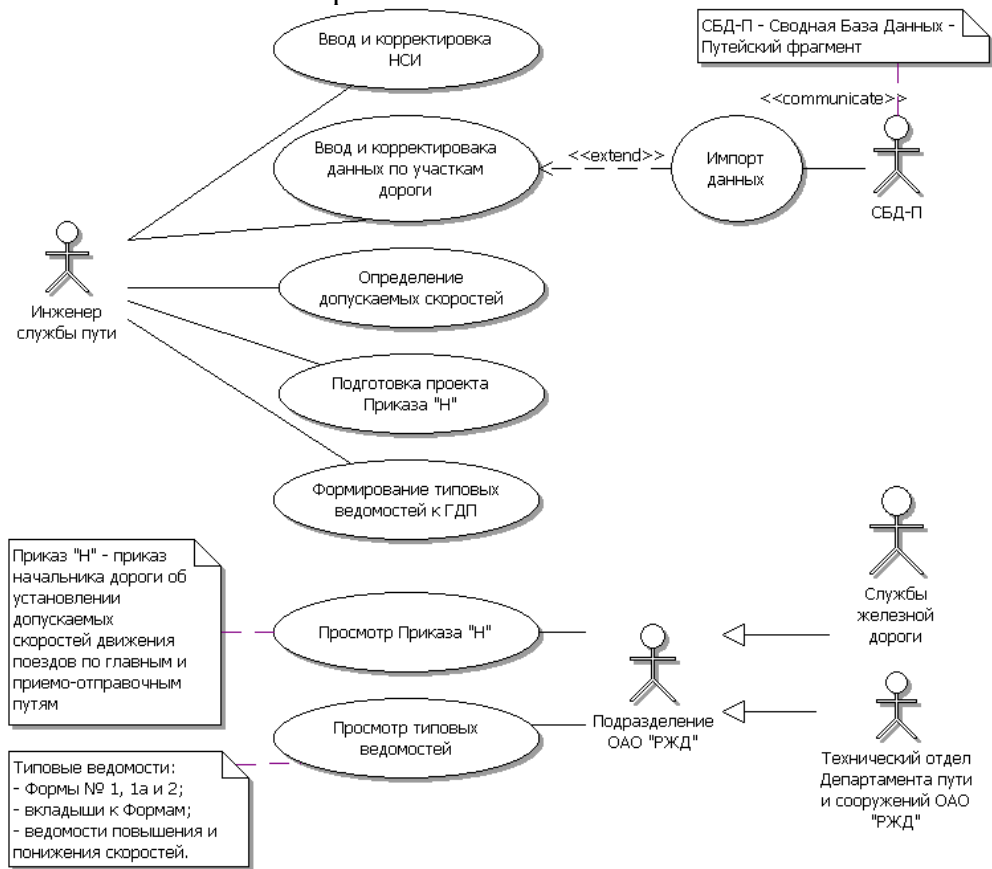 Ввод и корректировка
НСИ
СБД-П - Сводная База Данных -
Путейский фрагмент
<<communicate>>
Ввод и корректировака
данных по участкам
дороги
<<extend>>
Импорт
данных
СБД-П
Инженер
службы пути
Определение
допускаемых скоростей
Подготовка проекта
Приказа "Н"
Формирование типовых
ведомостей к ГДП
Приказ "Н" - приказ
начальника дороги об
установлении
допускаемых
скоростей движения
поездов по главным и
приемо-отправочным
путям
Просмотр Приказа "Н"
Службы
железной
дороги
Подразделение
ОАО "РЖД"
Просмотр типовых
ведомостей
Технический отдел
Департамента пути
и сооружений ОАО
"РЖД"
Типовые ведомости:
- Формы № 1, 1а и 2;
- вкладыши к Формам;
- ведомости повышения и
понижения скоростей.